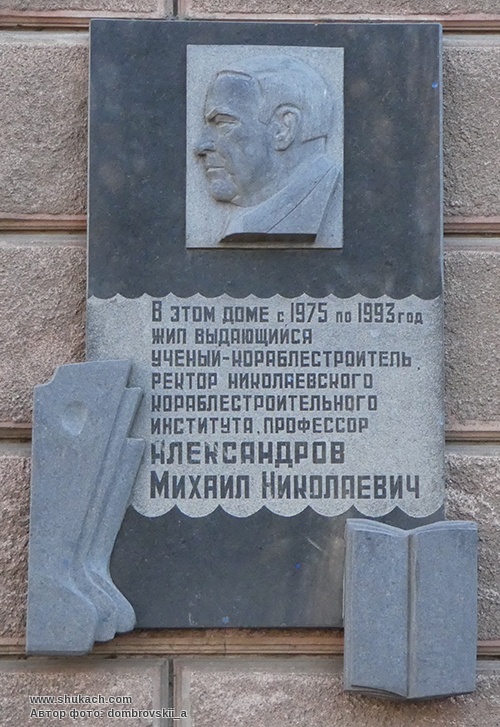 В этом доме с 1975 по 1993 год
жил выдающийся
ученый-кораблестроитель,
ректор Николаевского
кораблестроительного
института, профессор
Александров
Михаил Николаевич
www.shukach.com
Автор фото: dombrovskii_a